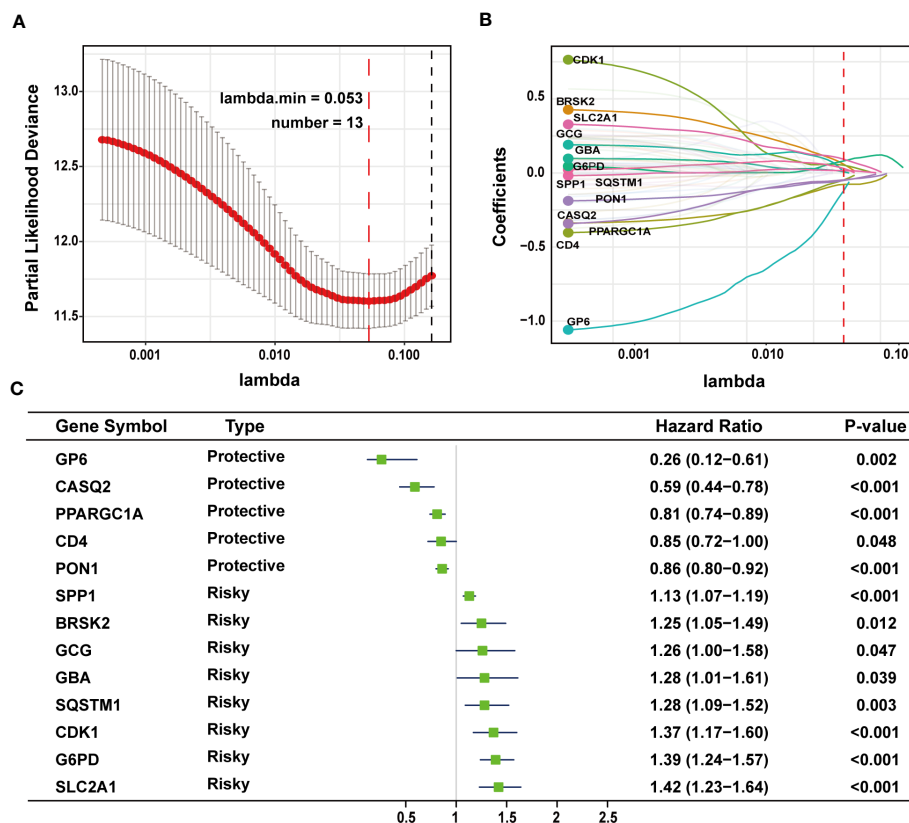 A
Partial Likelihood Deviance
13.0
12.5
12.0
11.5
lambda.min = 0.053
number = 13
0.001
0.010
0.100
lambda
B
Coefficients
0.5
0.0
−0.5
−1.0
CDK1
BRSK2
SLC2A1
GCG
GBA
G6PD
SPP1
SQSTM1
PON1
CASQ2
PPARGC1A
CD4
GP6
0.001
0.010
0.10
lambda
C
Gene Symbol Type Hazard Ratio P-value
GP6 Protective 0.26 (0.12−0.61) 0.002
CASQ2 Protective 0.59 (0.44−0.78) <0.001
PPARGC1A Protective 0.81 (0.74−0.89) <0.001
CD4 Protective 0.85 (0.72−1.00) 0.048
PON1 Protective 0.86 (0.80−0.92) <0.001
SPP1 Risky 1.13 (1.07−1.19) <0.001
BRSK2 Risky 1.25 (1.05−1.49) 0.012
GCG Risky 1.26 (1.00−1.58) 0.047
GBA Risky 1.28 (1.01−1.61) 0.039
SQSTM1 Risky 1.28 (1.09−1.52) 0.003
CDK1 Risky 1.37 (1.17−1.60) <0.001
G6PD Risky 1.39 (1.24−1.57) <0.001
SLC2A1 Risky 1.42 (1.23−1.64) <0.001
0.5 1 1.5 2 2.5